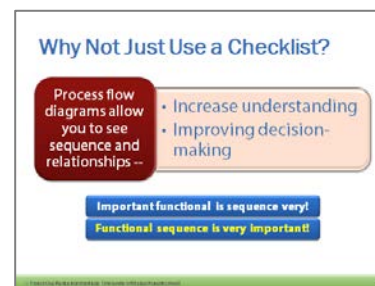 Why Not Just Use a Checklist?
Process flow
diagrams allow
you to see
sequence and
relationships --
• Increase understanding
• Improving decision-
making
Important functional is sequence very!
Functional sequence is very important!